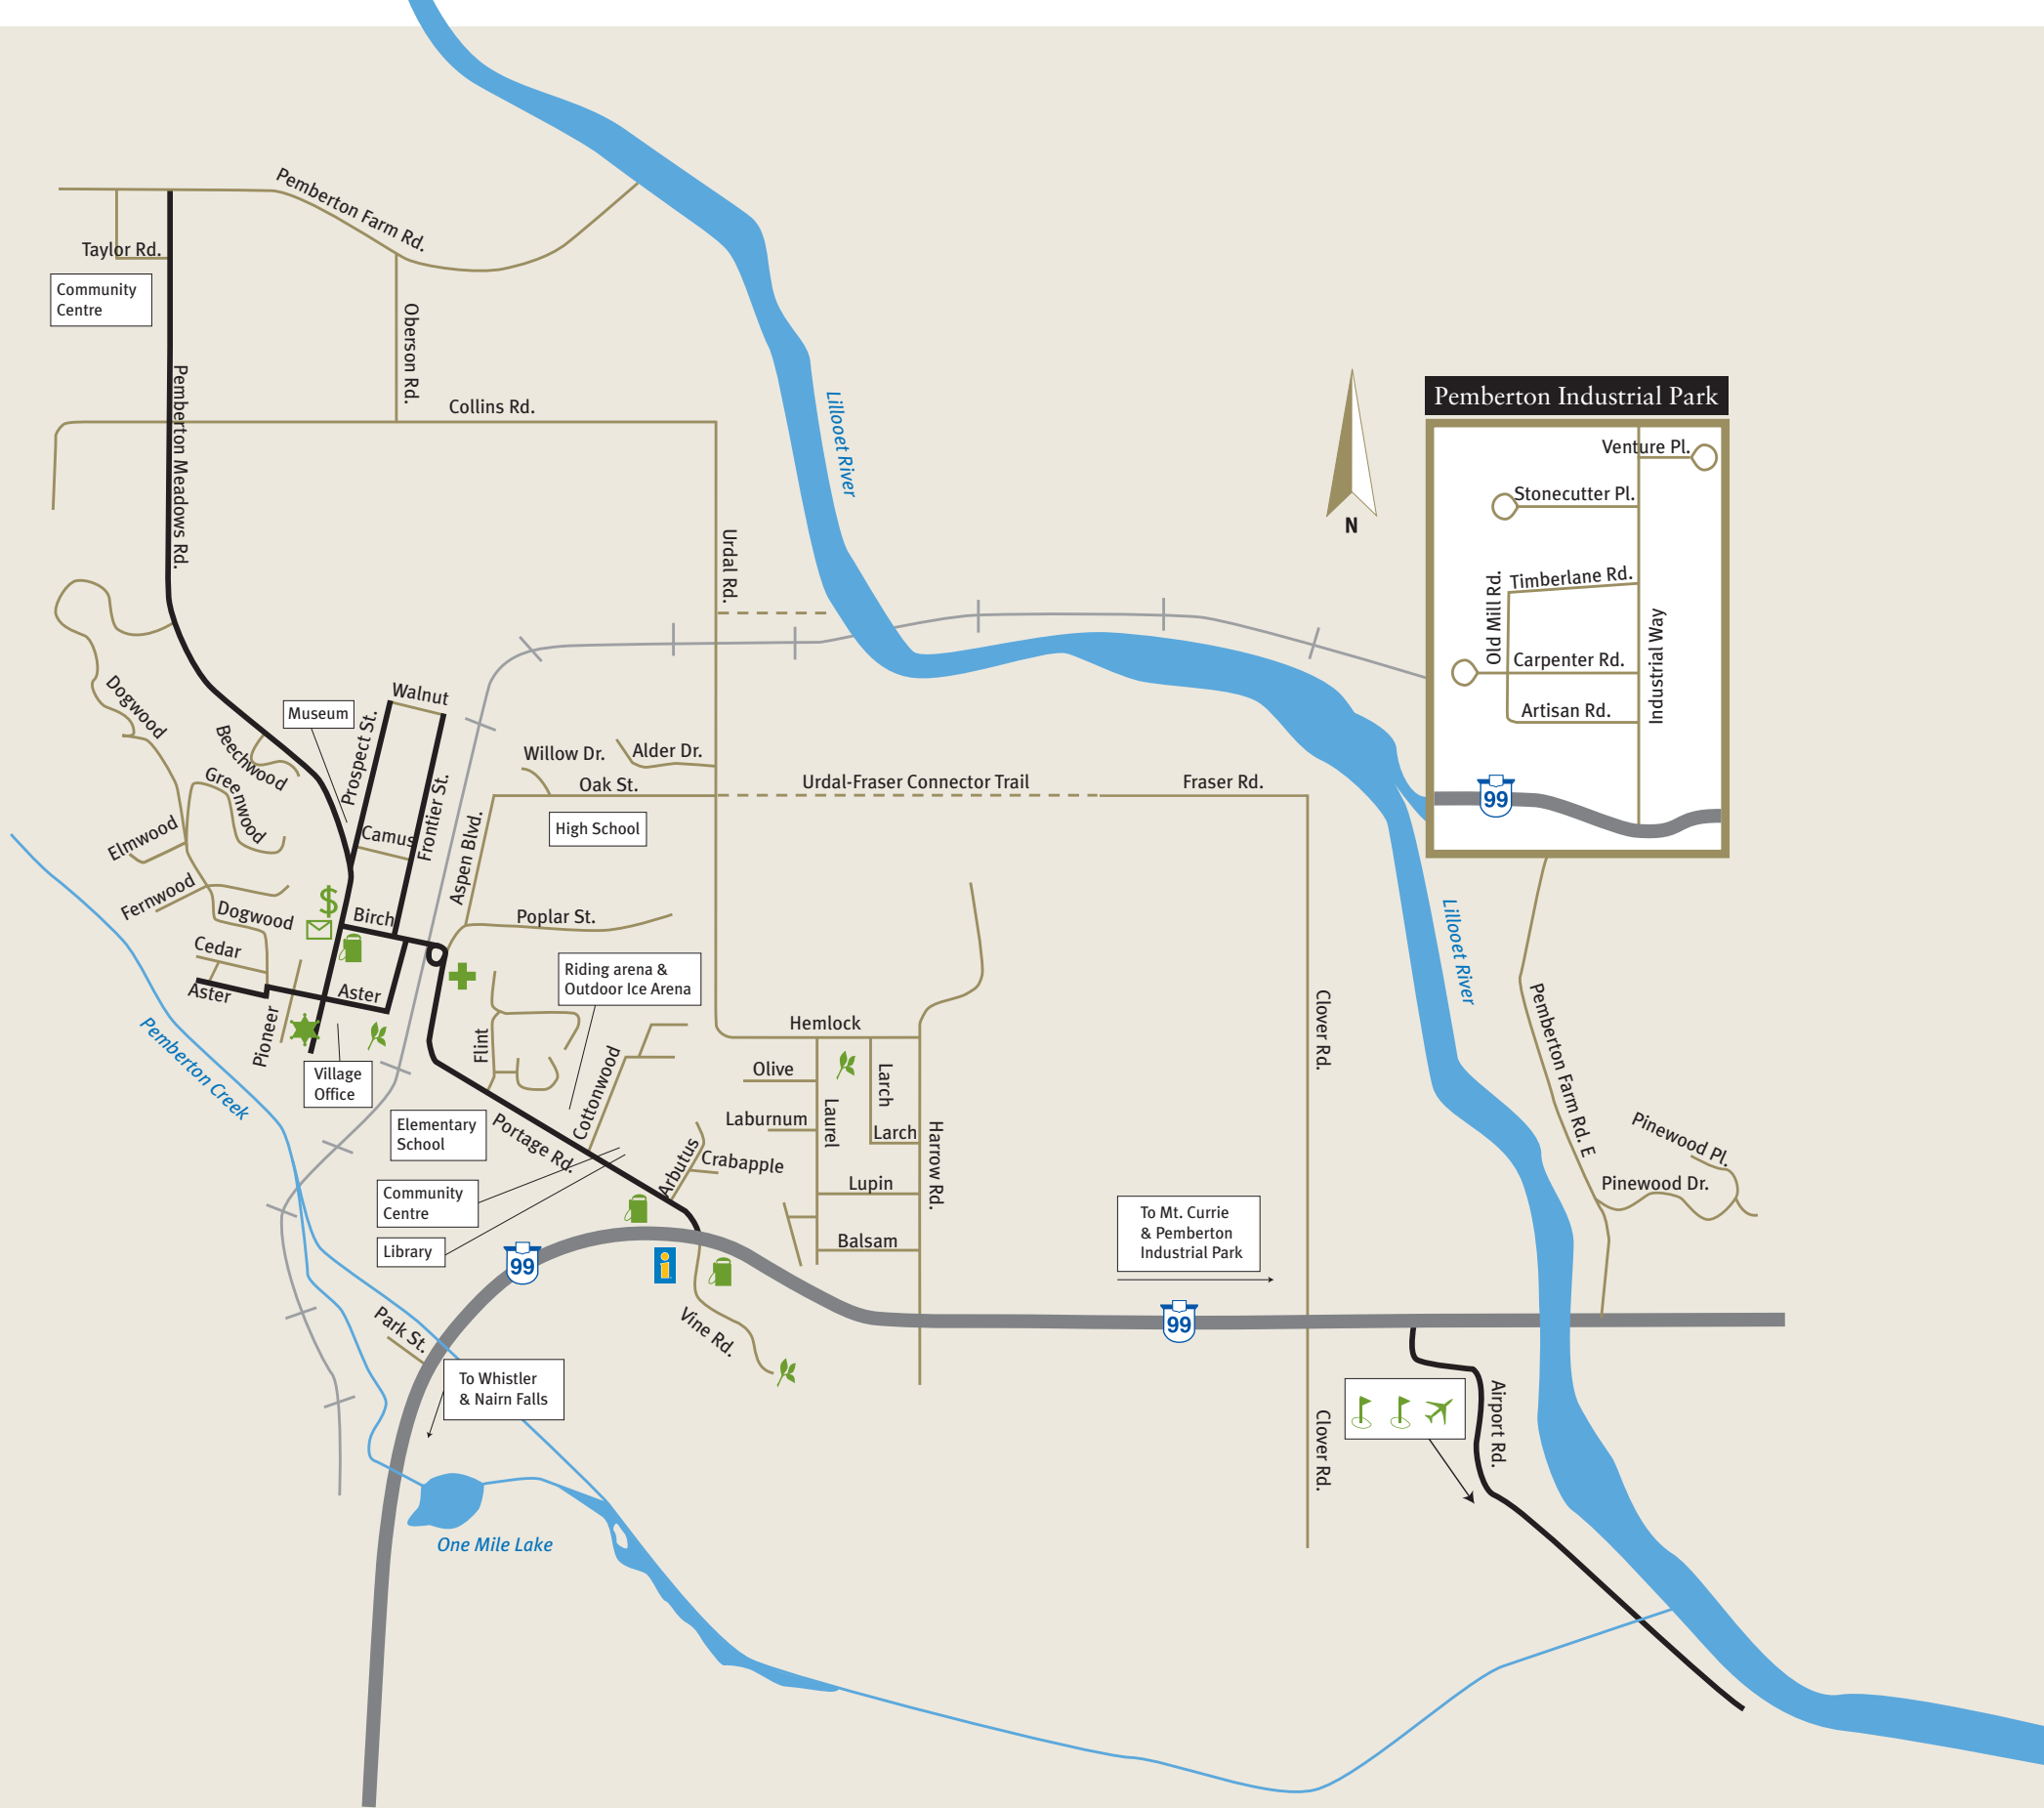 Pemberton Farm Rd.
Taylor Rd.
Community
Centre
Oberson Rd.
Pemberton Meadows Rd.
Collins Rd.
Lillooet River
Urdal Rd.
N
Pemberton Industrial Park
Venture Pl.
Stonecutter Pl.
Timberlane Rd.
Old Mill Rd.
Industrial Way
Carpenter Rd.
Artisan Rd.
99
Dogwood
Museum
Walnut
Prospect St.
Beechwood
Greenwood
Frontier St.
Willow Dr.
Alder Dr.
Oak St.
Urdal-Fraser Connector Trail
Fraser Rd.
High School
Elmwood
Camus
Aspen Blvd.
Fernwood
Dogwood
$
Birch
Poplar St.
Cedar
Aster
Aster
Lillooet River
Riding arena &
Outdoor Ice Arena
Pemberton Creek
Pioneer
Flint
Hemlock
Clover Rd.
Pemberton Farm Rd. E
Village
Office
Cottonwood
Olive
Larch
Elementary
School
Portage Rd.
Laburnum
Laurel
Larch
Harrow Rd.
Pinewood Pl.
Arbutus
Crabapple
Pinewood Dr.
Community
Centre
Lupin
Library
Balsam
To Mt. Currie
& Pemberton
Industrial Park
99
i
99
Park St.
Vine Rd.
To Whistler
& Nairn Falls
Clover Rd.
Airport Rd.
One Mile Lake